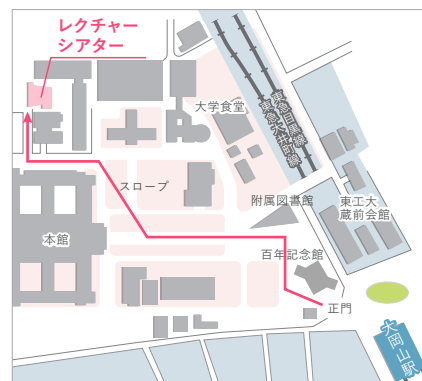 レクチャー
シアター
大学食堂
東急目黒線
東急大井町線
スロープ
附属図書館
東工大
蔵前会館
本館
百年記念館
正門
大岡山駅